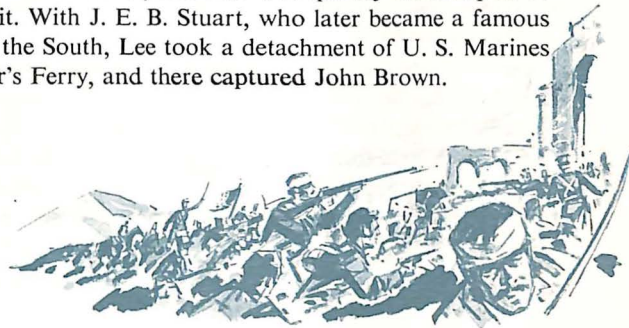 it. With J. E. B. Stuart, who later became a famous
the South, Lee took a detachment of U. S. Marines
r's Ferry, and there captured John Brown.